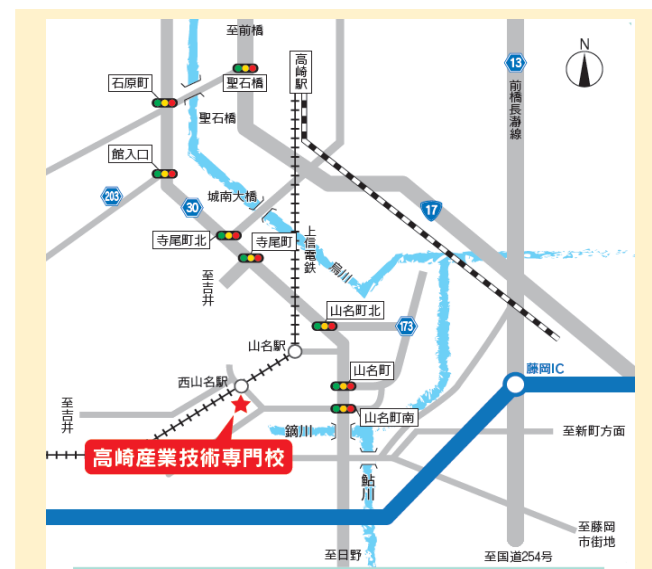 至前橋
高崎駅
N
13
前橋長瀞線
石原町
聖石橋
聖石橋
館入口
203
30
城南大橋
17
寺尾町北
寺尾町
上信電鉄
烏川
至吉井
山名町北
173
山名駅
山名町
藤岡IC
西山名駅
至吉井
山名町南
鏑川
至新町方面
高崎産業技術専門校
鮎川
至藤岡
市街地
至日野
至国道254号